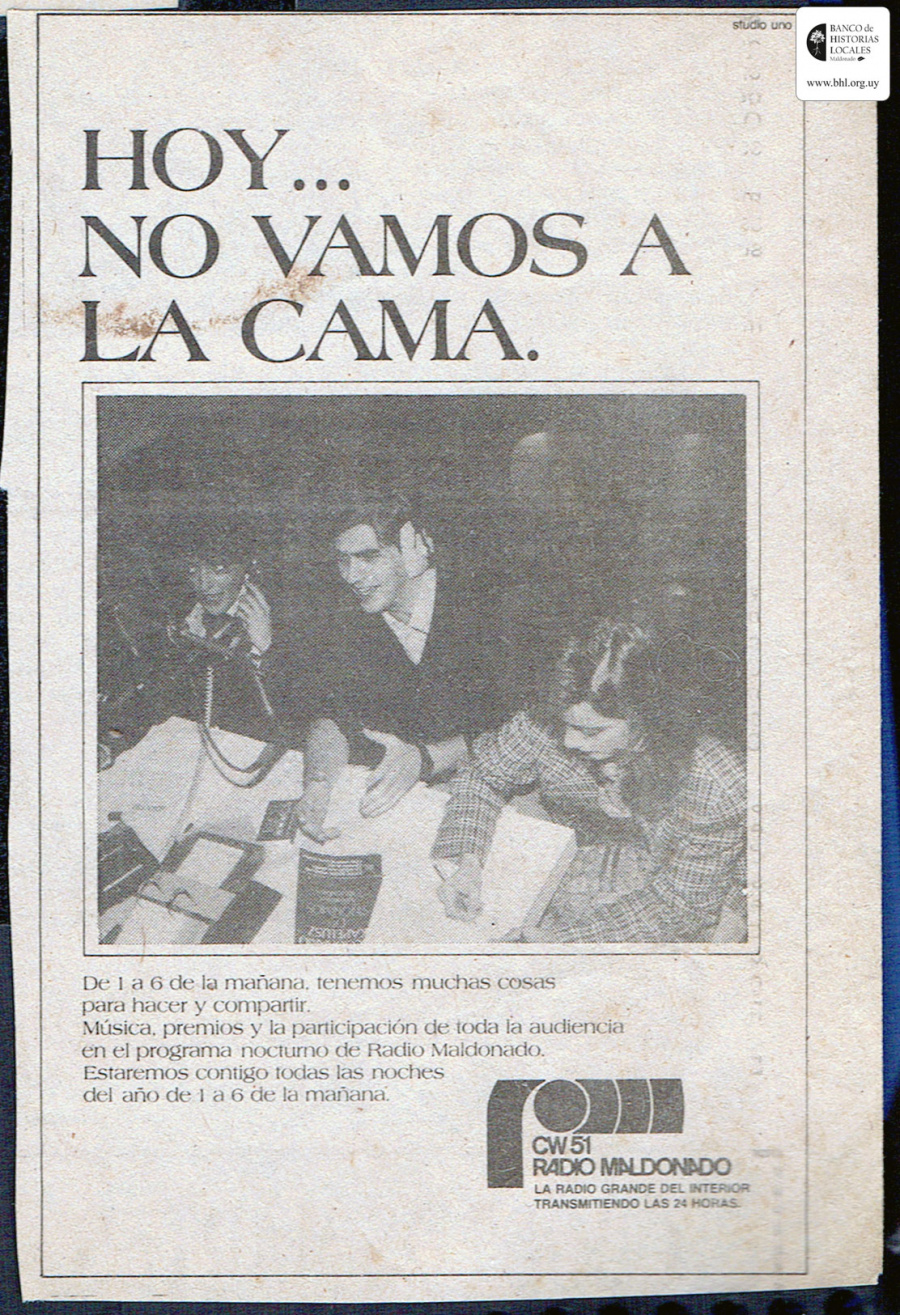 studio uno
BANCO de
HISTORIAS
LOCALES
Maldonado
www.bhl.org.uy
HOY...
NO VAMOS A
LA CAMA.
De 1 a 6 de la mañana, tenemos muchas cosas
para hacer y compartir.
Música, premios y la participación de toda la audiencia
en el programa nocturno de Radio Maldonado.
Estaremos contigo todas las noches
del año de 1 a 6 de la mañana.
CW 51
RADIO MALDONADO
LA RADIO GRANDE DEL INTERIOR
TRANSMITIENDO LAS 24 HORAS.